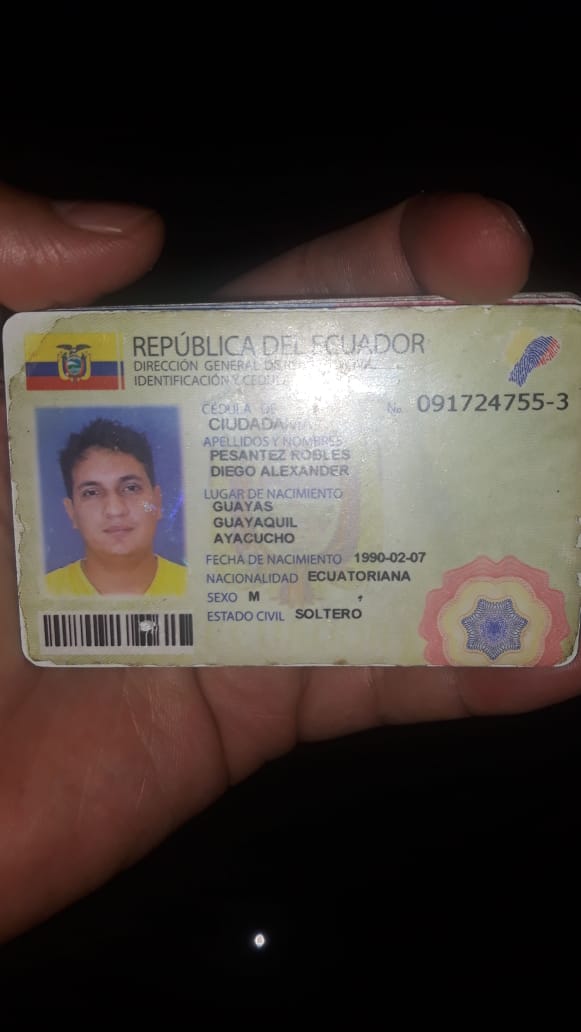 REPÚBLICA DEL ECUADOR
DIRECCIÓN GENERAL DE
IDENTIFICACIÓN Y CEDULA
CÉDULA DE No. 091724755-3
CIUDADANÍA
APELLIDOS Y NOMBRES
PESANTEZ ROBLES
DIEGO ALEXANDER
LUGAR DE NACIMIENTO
GUAYAS
GUAYAQUIL
AYACUCHO
FECHA DE NACIMIENTO 1990-02-07
NACIONALIDAD ECUATORIANA
SEXO M
ESTADO CIVIL SOLTERO